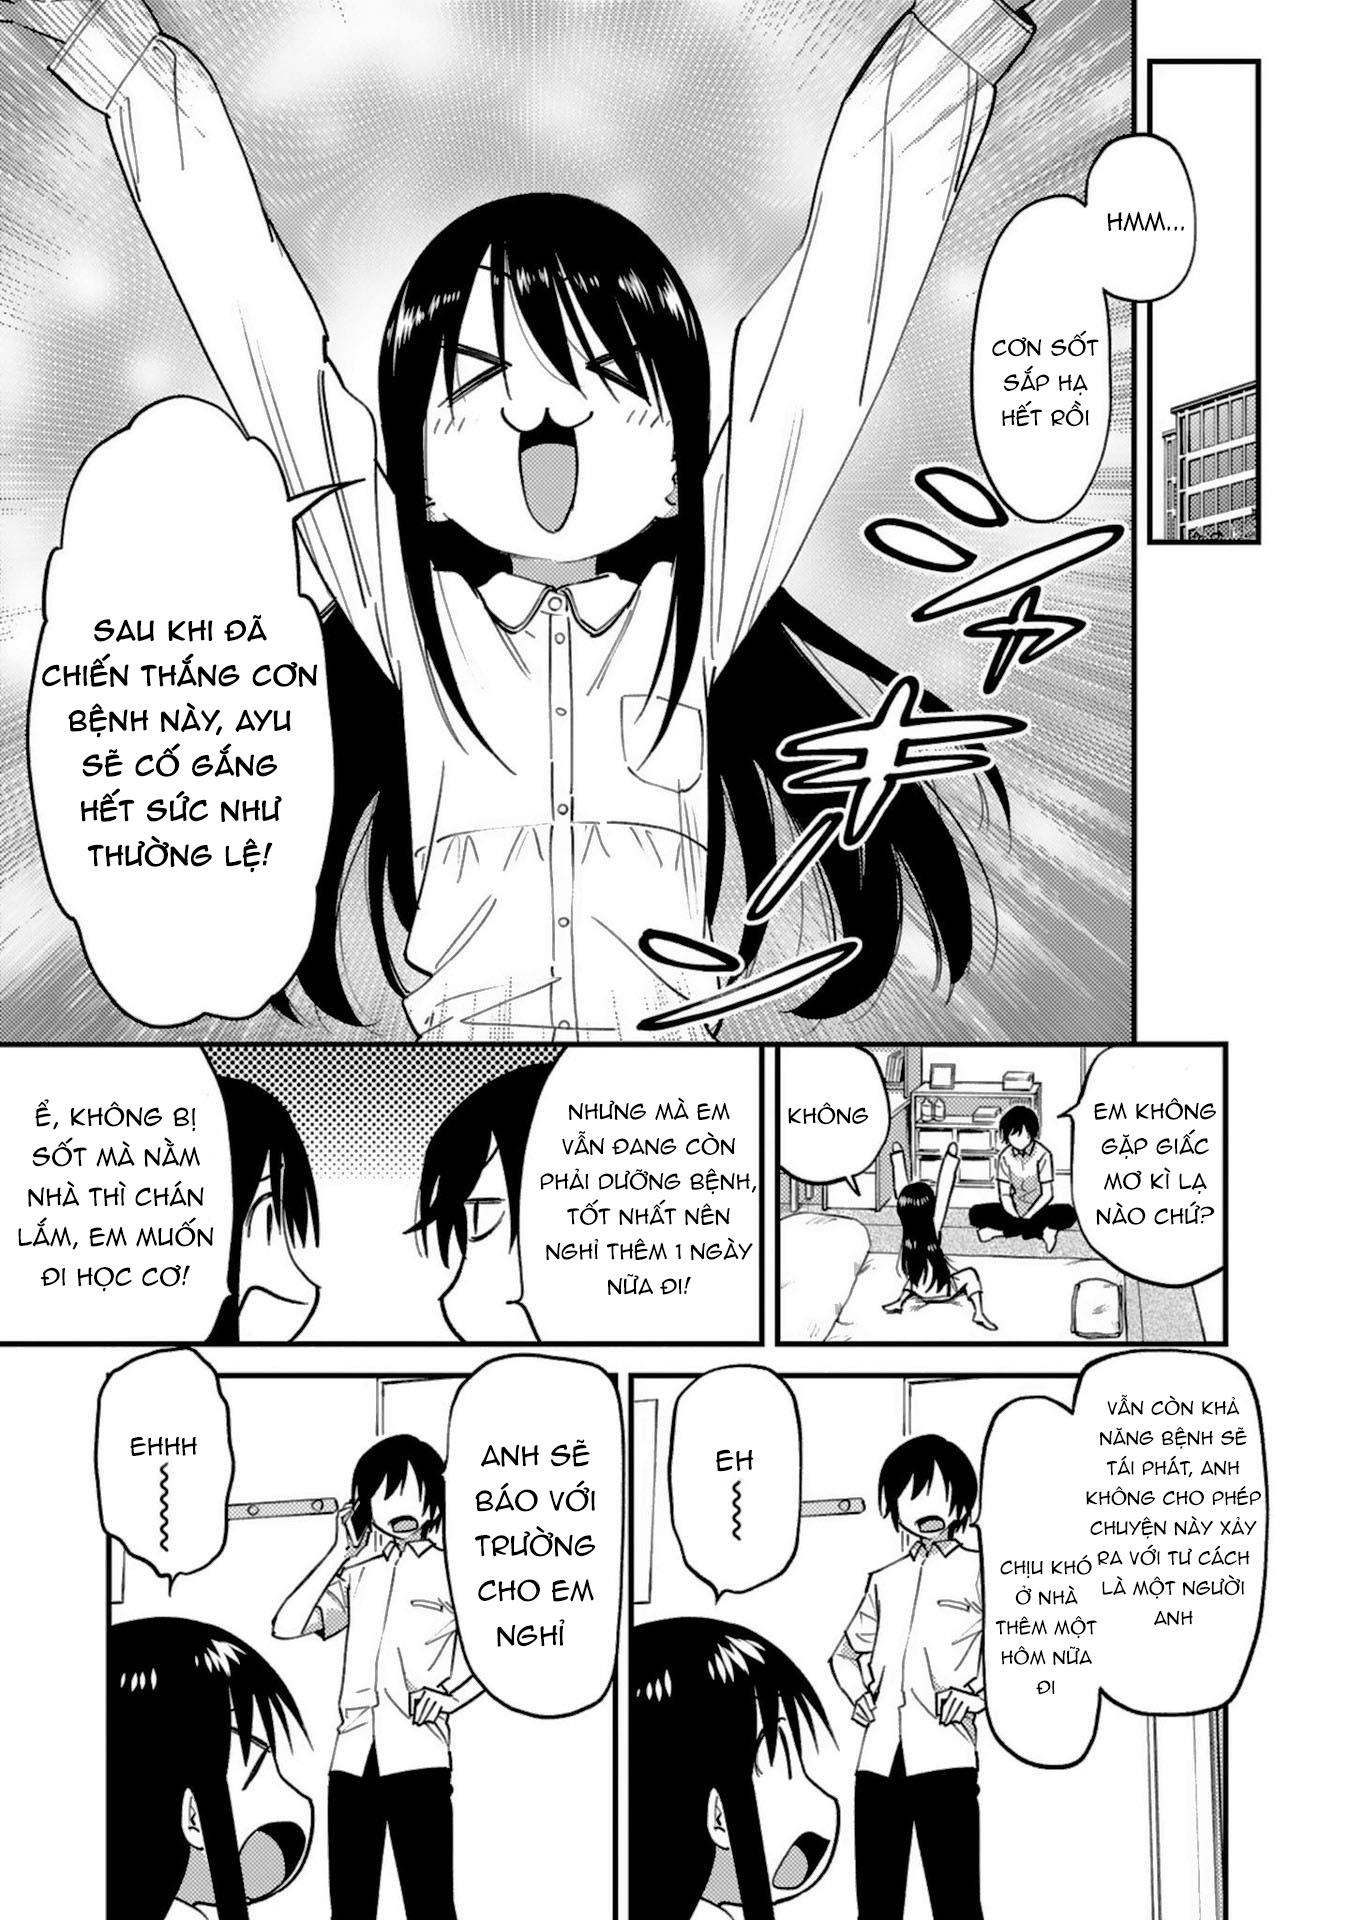 HMM...
CƠN SỐT
SẮP HẠ
HẾT RỒI
SAU KHI ĐÃ
CHIẾN THẮNG CƠN
BỆNH NÀY, AYU
SẼ CỐ GẮNG
HẾT SỨC NHƯ
THƯỜNG LỆ!
EM KHÔNG
GẶP GIẤC
MƠ KÌ LẠ
NÀO CHỨ?
KHÔNG
NHƯNG MÀ EM
VẪN ĐANG CÒN
PHẢI DƯỠNG BỆNH,
TỐT NHẤT NÊN
NGHỈ THÊM 1 NGÀY
NỮA ĐI!
Ể, KHÔNG BỊ
SỐT MÀ NẰM
NHÀ THÌ CHÁN
LẮM, EM MUỐN
ĐI HỌC CƠ!
VẪN CÒN KHẢ
NĂNG BỆNH SẼ
TÁI PHÁT, ANH
KHÔNG CHO PHÉP
CHUYỆN NÀY XẢY
RA VỚI TƯ CÁCH
LÀ MỘT NGƯỜI
ANH
CHỊU KHÓ
Ở NHÀ
THÊM MỘT
HÔM NỮA
ĐI
EH
ANH SẼ
BÁO VỚI
TRƯỜNG
CHO EM
NGHỈ
EHHH